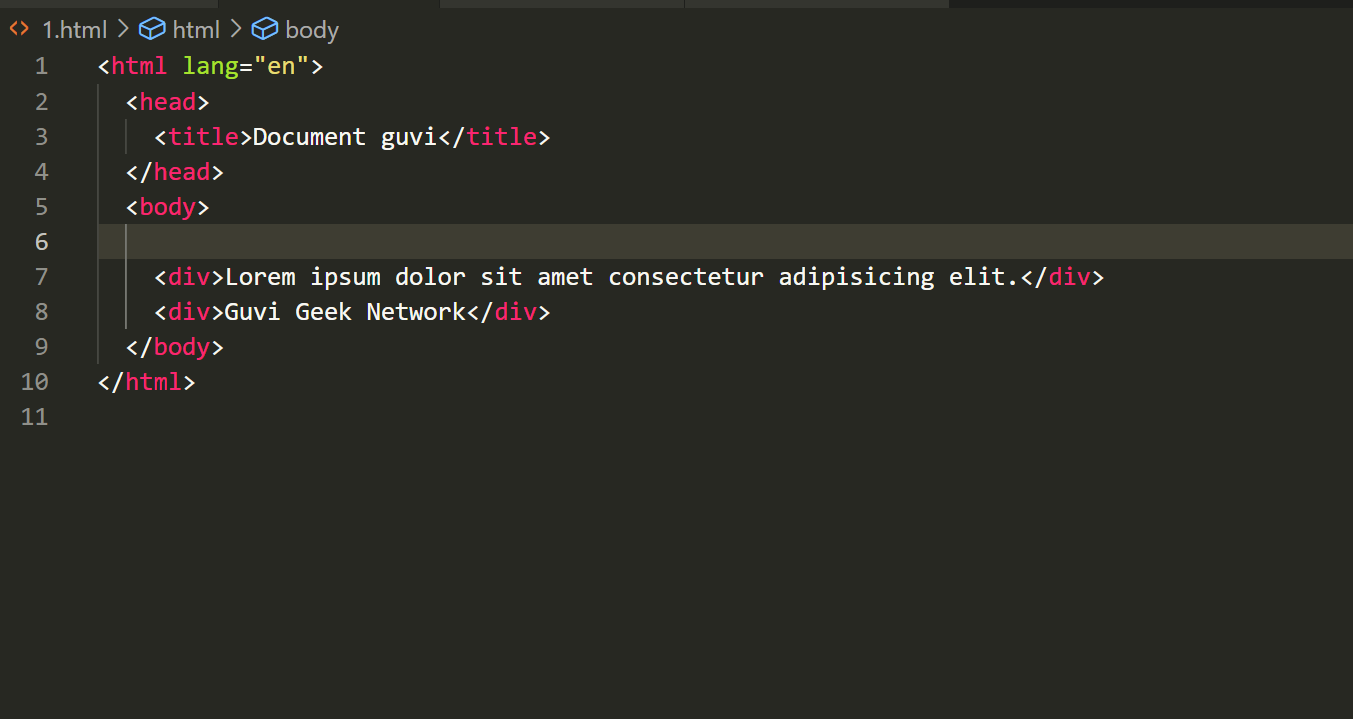 <> 1.html > html > body
1 <html lang="en">
2 <head>
3 <title>Document guvi</title>
4 </head>
5 <body>
6
7 <div>Lorem ipsum dolor sit amet consectetur adipisicing elit.</div>
8 <div>Guvi Geek Network</div>
9 </body>
10 </html>
11